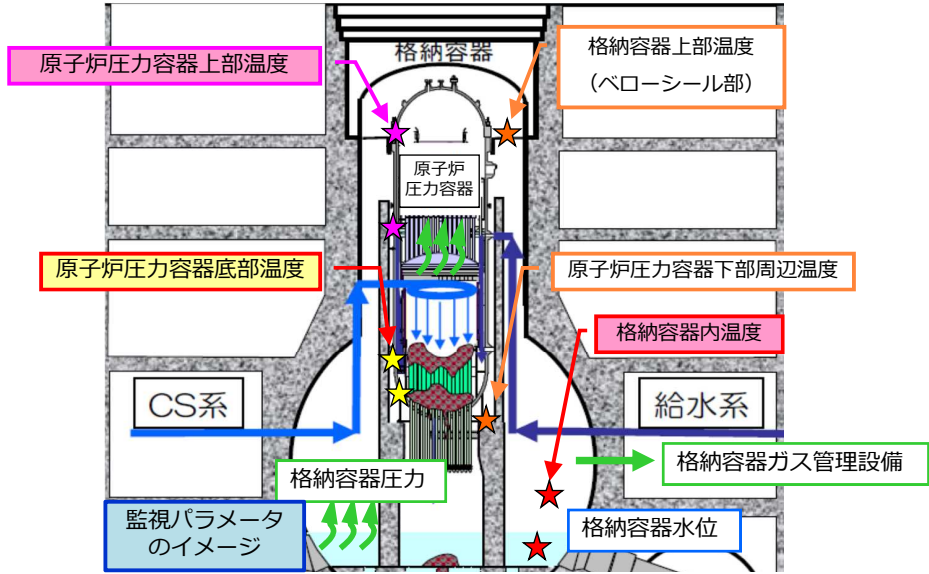 格納容器
原子炉圧力容器上部温度
格納容器上部温度
(ベローシール部)
原子炉
圧力容器
原子炉圧力容器底部温度
原子炉圧力容器下部周辺温度
格納容器内温度
CS系
給水系
格納容器圧力
格納容器ガス管理設備
監視パラメータ
のイメージ
格納容器水位